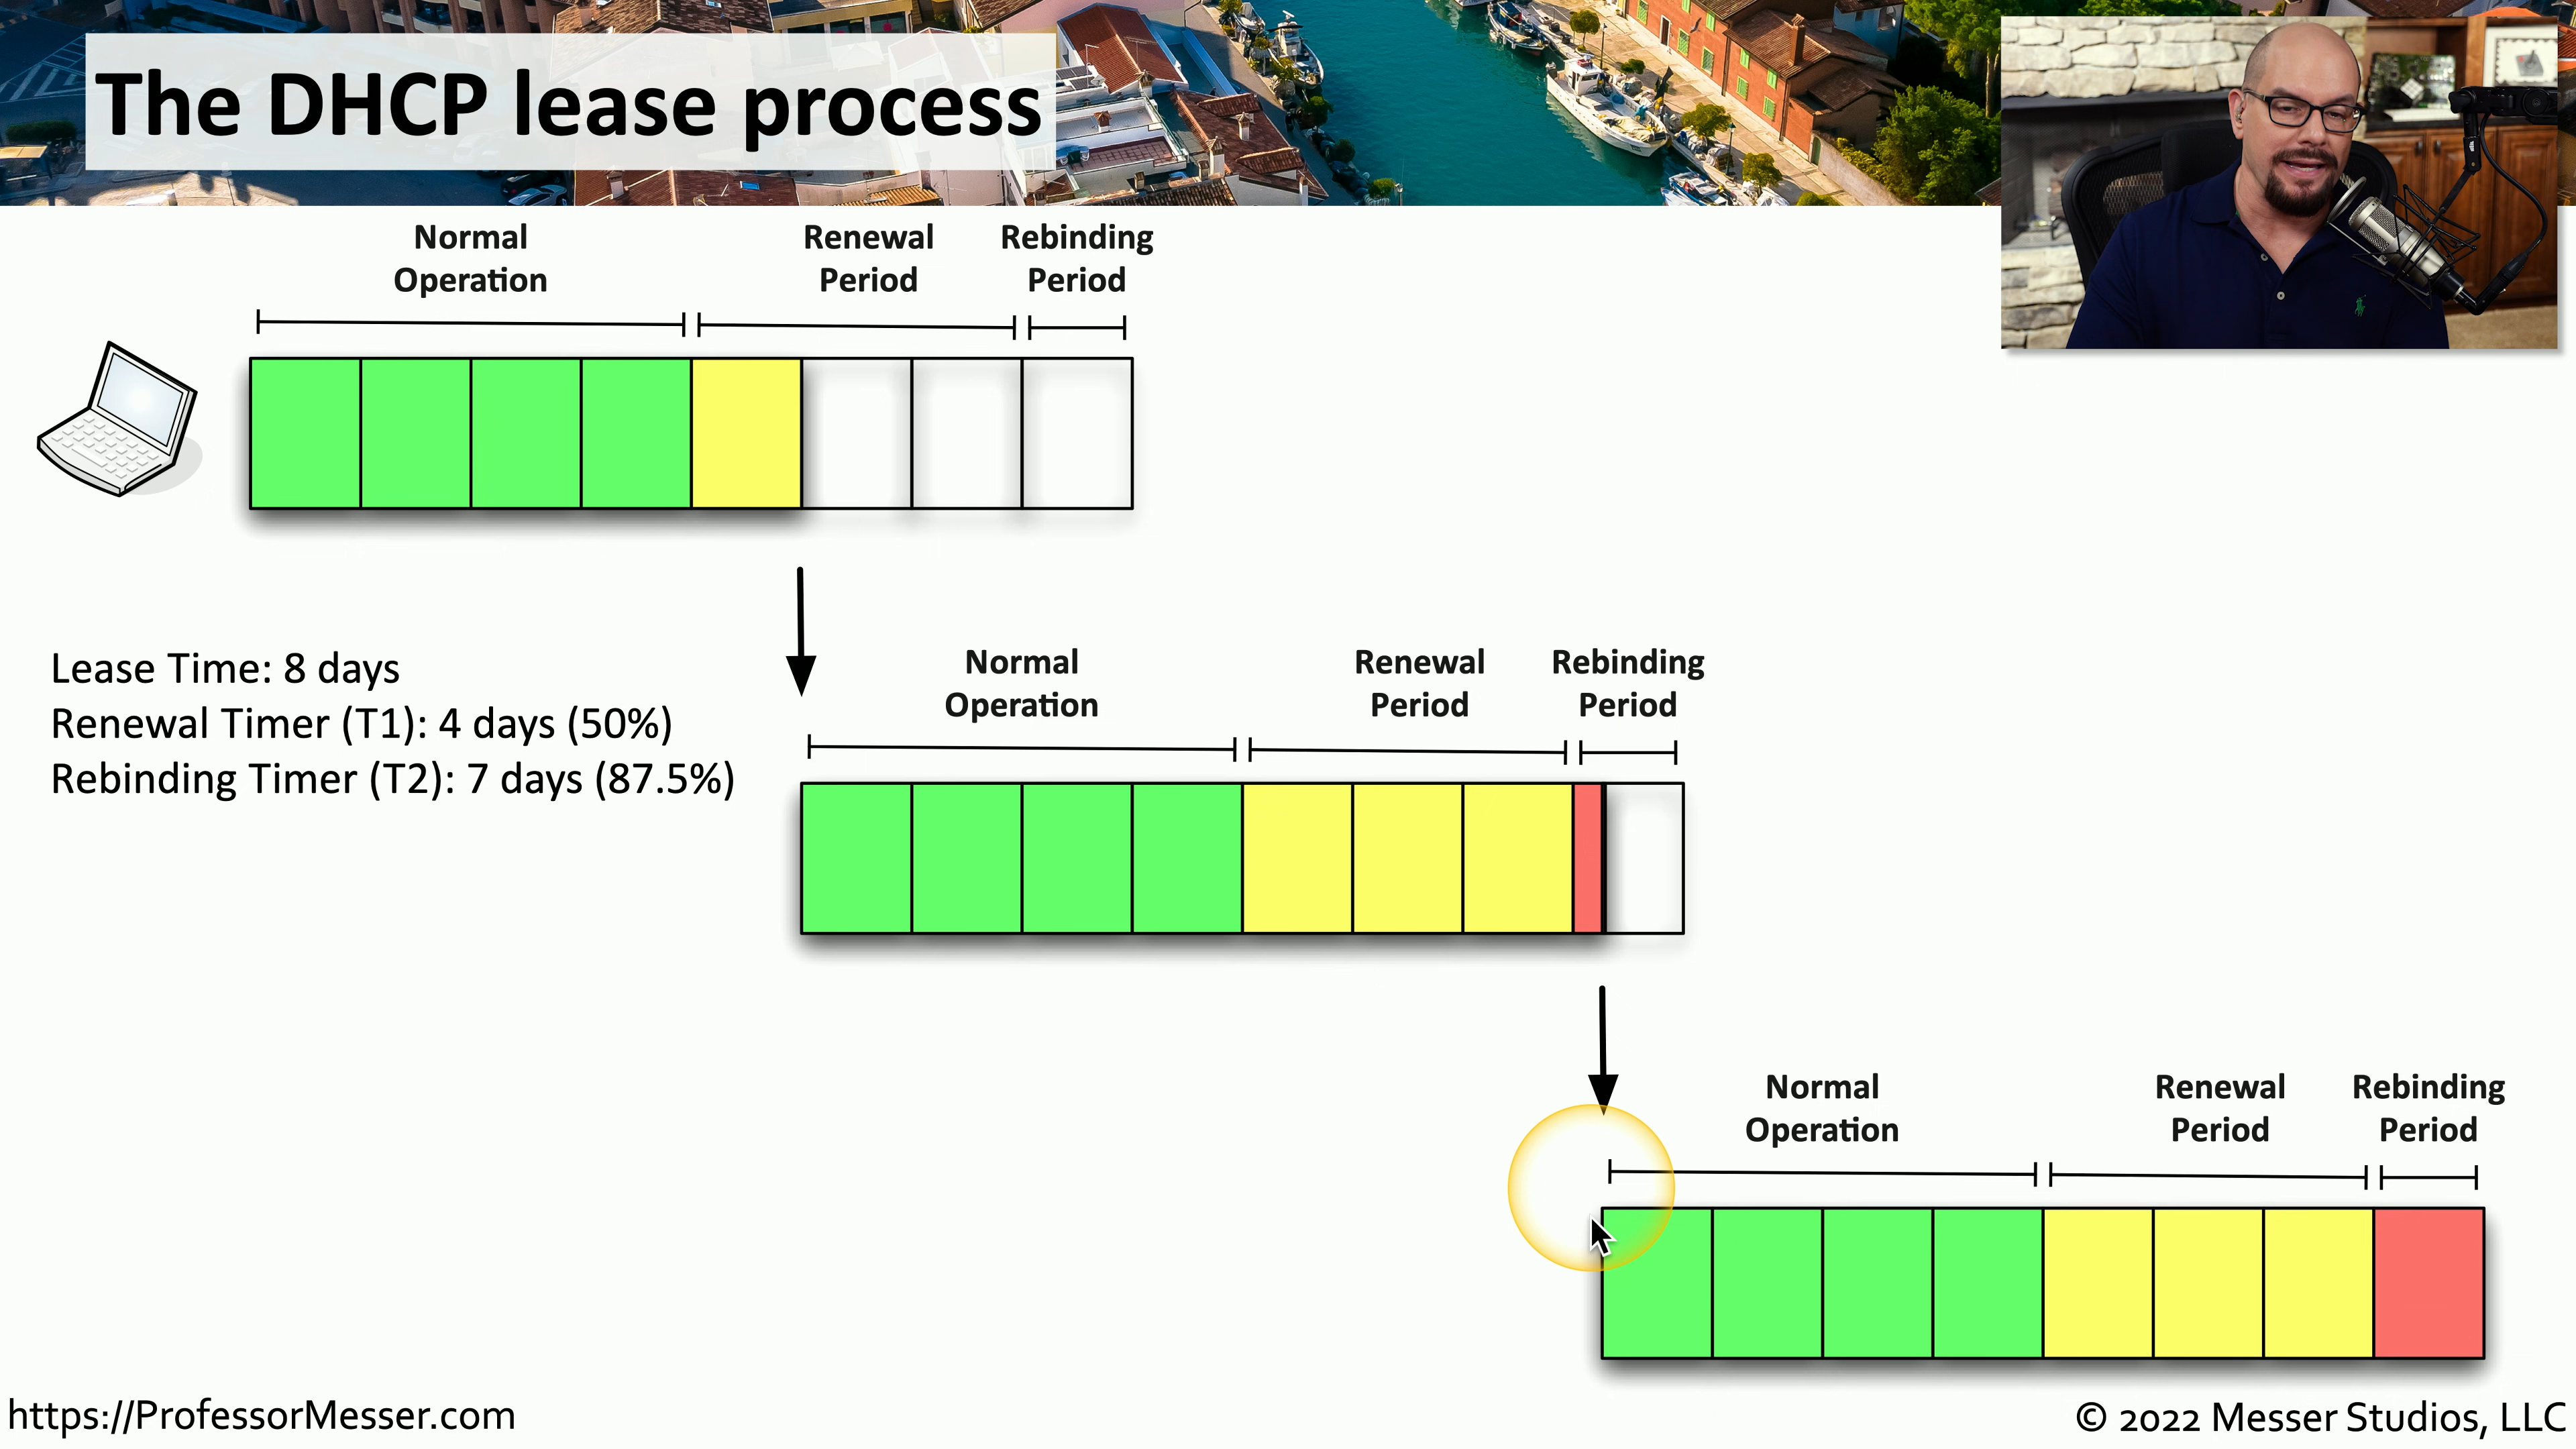 The DHCP lease process
Normal
Operation
Renewal
Period
Rebinding
Period
Lease Time: 8 days
Renewal Timer (T1): 4 days (50%)
Rebinding Timer (T2): 7 days (87.5%)
Normal
Operation
Renewal
Period
Rebinding
Period
Normal
Operation
Renewal
Period
Rebinding
Period
https://ProfessorMesser.com
© 2022 Messer Studios, LLC